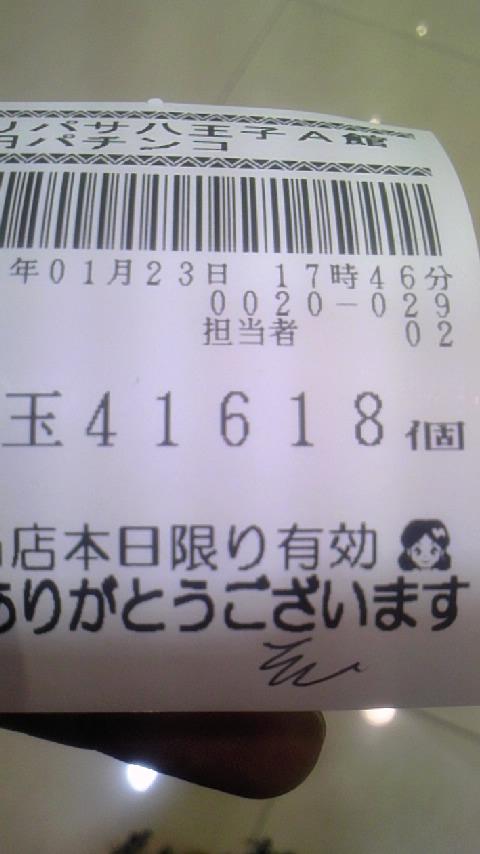 リパサ八王子A館
パチンコ
年01月23日 17時46分
0020-029
担当者 02
玉41618個
店本日限り有効
ありがとうございます